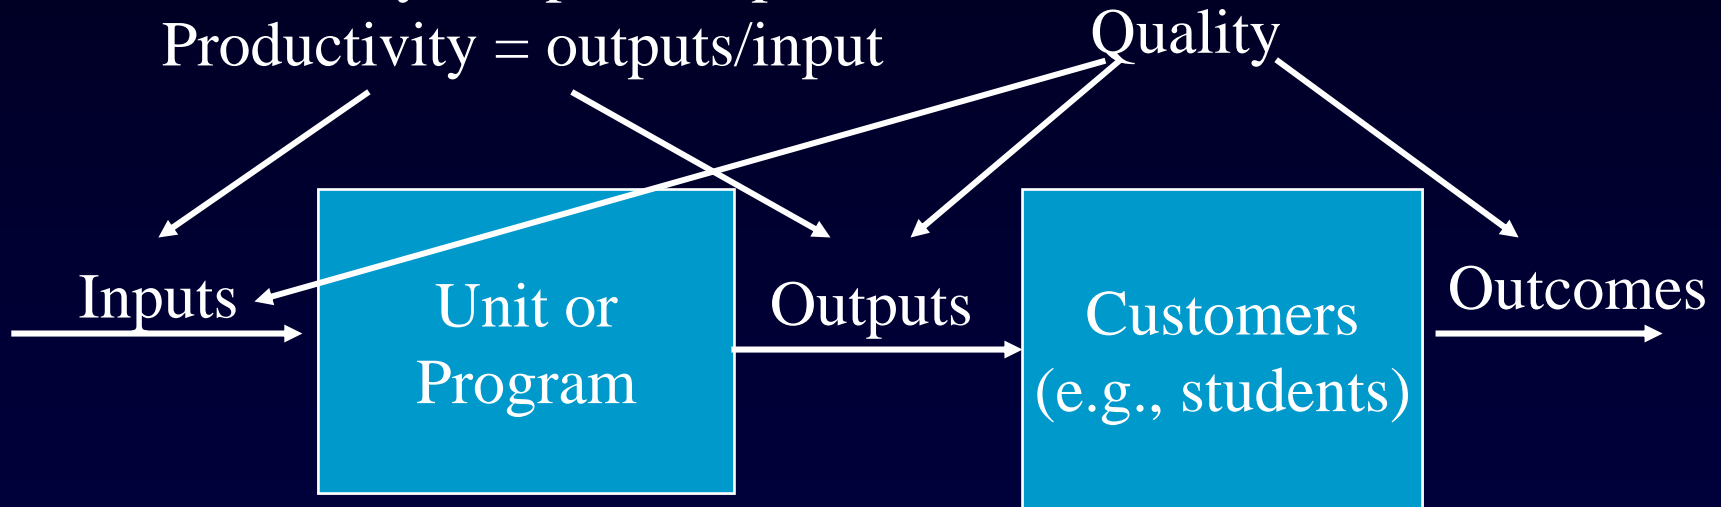 Productivity = outputs/input
Quality
Inputs
Unit or
Program
Outputs
Customers
(e.g., students)
Outcomes